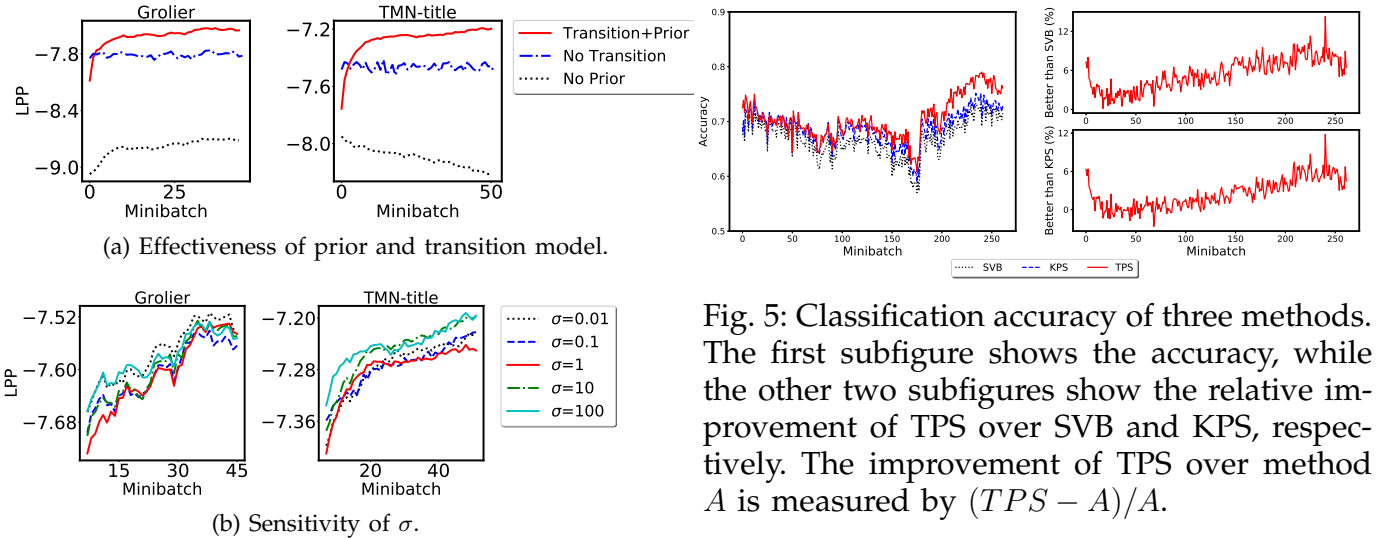 Grolier
TMN-title
LPP
−7.8
−8.4
−9.0
0
25
Minibatch
−7.2
−7.6
−8.0
0
50
Minibatch
Transition+Prior
No Transition
No Prior
(a) Effectiveness of prior and transition model.
Grolier
TMN-title
LPP
−7.52
−7.60
−7.68
15
30
45
Minibatch
−7.20
−7.28
−7.36
20
40
Minibatch
σ=0.01
σ=0.1
σ=1
σ=10
σ=100
(b) Sensitivity of σ.
Accuracy
0.9
0.8
0.7
0.6
0.5
0
50
100
150
200
250
Minibatch
Better than SVB (%)
12
6
0
0
50
100
150
200
250
Better than KPS (%)
12
6
0
0
50
100
150
200
250
Minibatch
SVB
KPS
TPS
Fig. 5: Classification accuracy of three methods.
The first subfigure shows the accuracy, while
the other two subfigures show the relative im-
provement of TPS over SVB and KPS, respec-
tively. The improvement of TPS over method
A is measured by (TPS − A)/A.